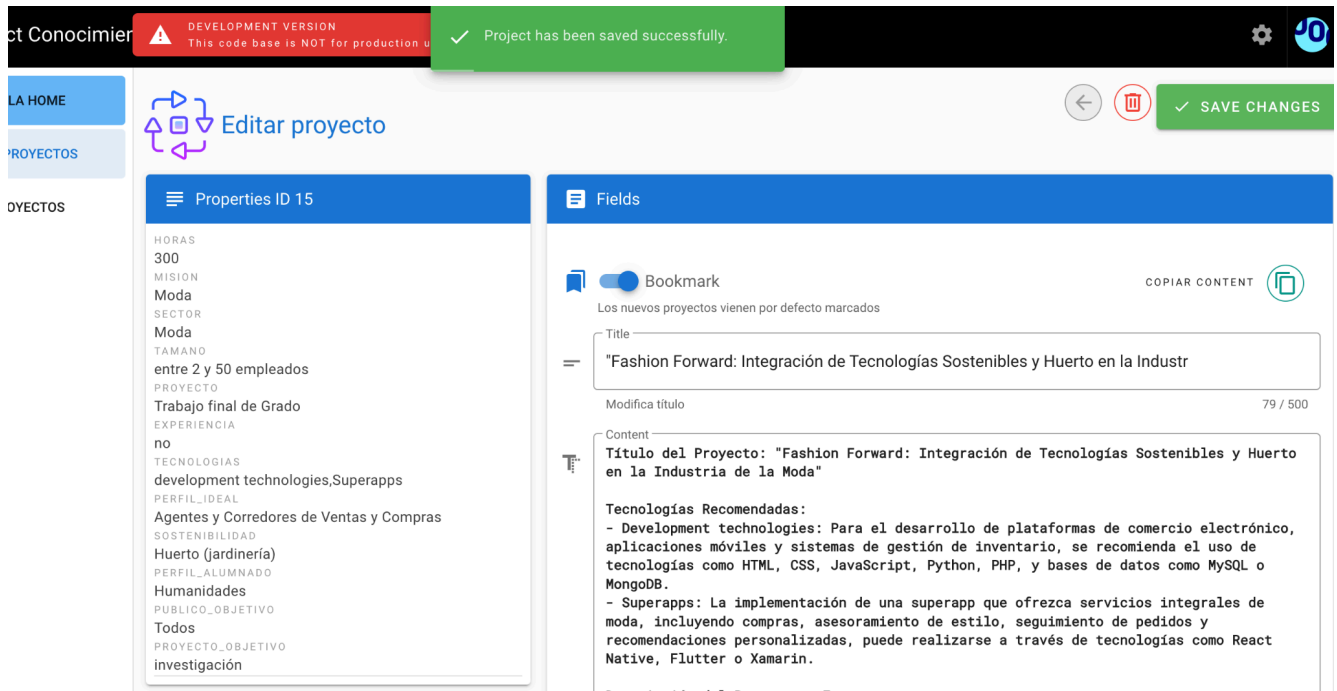 ct Conocimier
DEVELOPMENT VERSION
This code base is NOT for production u
Project has been saved successfully.
LA HOME
PROYECTOS
OYECTOS
Editar proyecto
SAVE CHANGES
Properties ID 15
HORAS
300
MISION
Moda
SECTOR
Moda
TAMANO
entre 2 y 50 empleados
PROYECTO
Trabajo final de Grado
EXPERIENCIA
no
TECNOLOGIAS
development technologies,Superapps
PERFIL_IDEAL
Agentes y Corredores de Ventas y Compras
SOSTENIBILIDAD
Huerto (jardinería)
PERFIL_ALUMNADO
Humanidades
PUBLICO_OBJETIVO
Todos
PROYECTO_OBJETIVO
investigación
Fields
Bookmark
COPIAR CONTENT
Los nuevos proyectos vienen por defecto marcados
Title
"Fashion Forward: Integración de Tecnologías Sostenibles y Huerto en la Industr
Modifica título
79 / 500
Content
Título del Proyecto: "Fashion Forward: Integración de Tecnologías Sostenibles y Huerto
en la Industria de la Moda"
Tecnologías Recomendadas:
- Development technologies: Para el desarrollo de plataformas de comercio electrónico,
aplicaciones móviles y sistemas de gestión de inventario, se recomienda el uso de
tecnologías como HTML, CSS, JavaScript, Python, PHP, y bases de datos como MySQL o
MongoDB.
- Superapps: La implementación de una superapp que ofrezca servicios integrales de
moda, incluyendo compras, asesoramiento de estilo, seguimiento de pedidos y
recomendaciones personalizadas, puede realizarse a través de tecnologías como React
Native, Flutter o Xamarin.